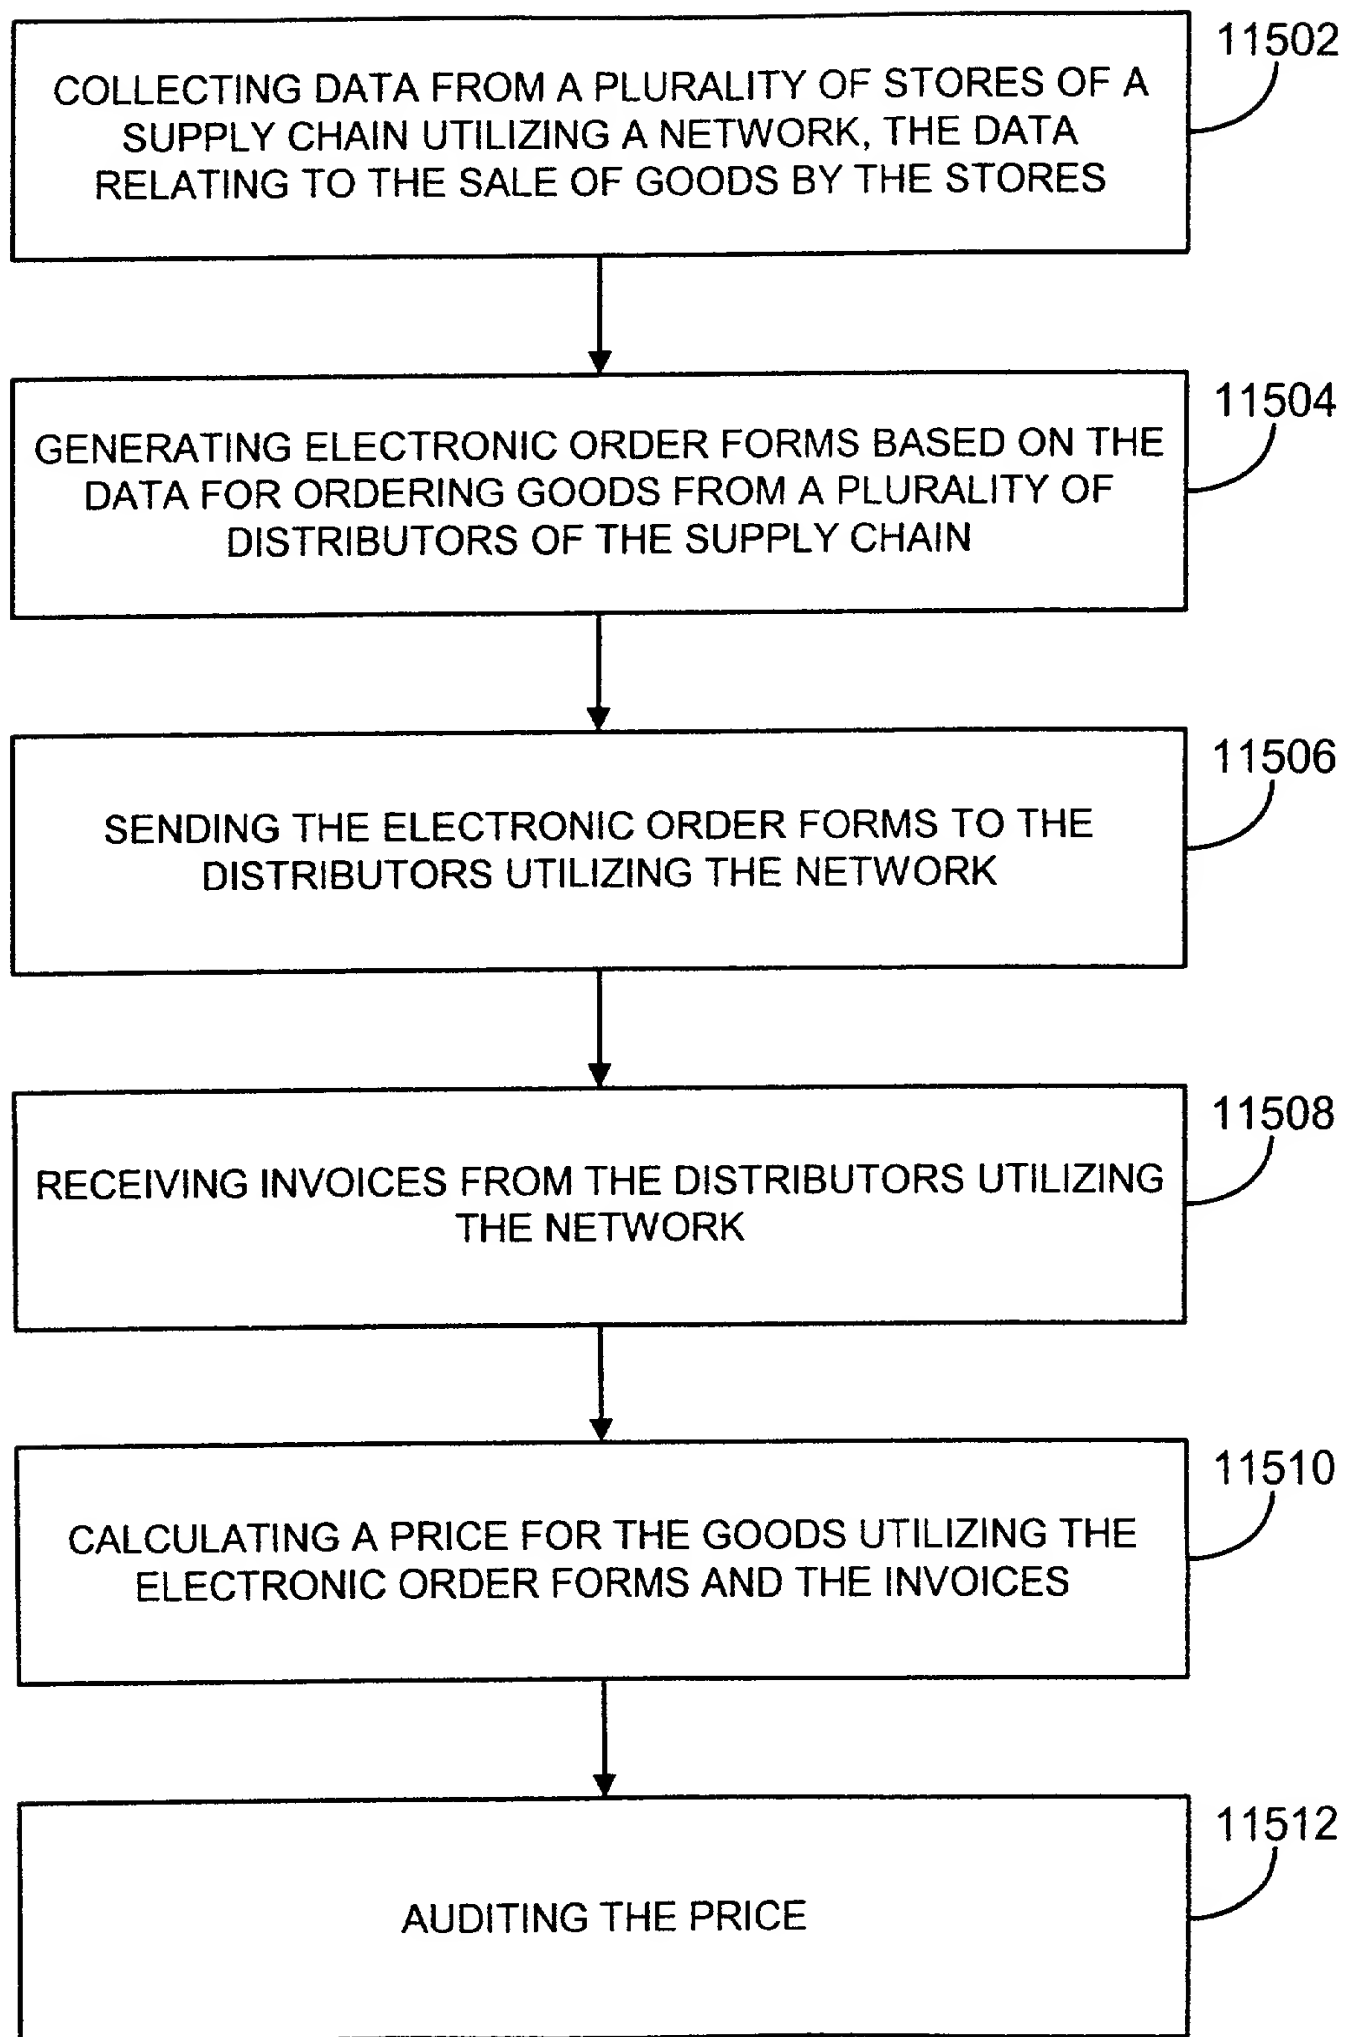 11502
COLLECTING DATA FROM A PLURALITY OF STORES OF A
SUPPLY CHAIN UTILIZING A NETWORK, THE DATA
RELATING TO THE SALE OF GOODS BY THE STORES
11504
GENERATING ELECTRONIC ORDER FORMS BASED ON THE
DATA FOR ORDERING GOODS FROM A PLURALITY OF
DISTRIBUTORS OF THE SUPPLY CHAIN
11506
SENDING THE ELECTRONIC ORDER FORMS TO THE
DISTRIBUTORS UTILIZING THE NETWORK
11508
RECEIVING INVOICES FROM THE DISTRIBUTORS UTILIZING
THE NETWORK
11510
CALCULATING A PRICE FOR THE GOODS UTILIZING THE
ELECTRONIC ORDER FORMS AND THE INVOICES
11512
AUDITING THE PRICE